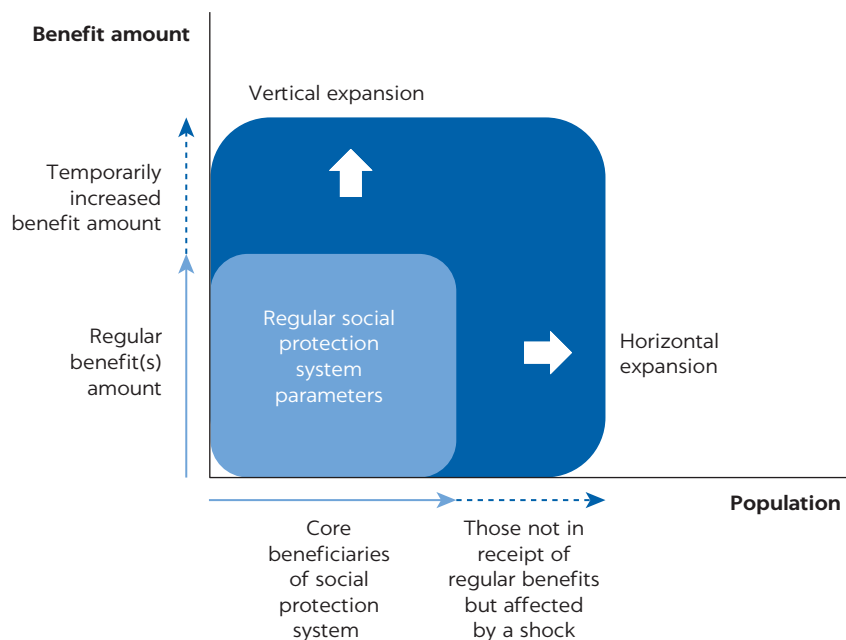 Benefit amount
Vertical expansion
Temporarily
increased
benefit amount
Regular
benefit(s)
amount
Regular social
protection
system
parameters
Horizontal
expansion
Population
Core
beneficiaries
of social
protection
system
Those not in
receipt of
regular benefits
but affected
by a shock